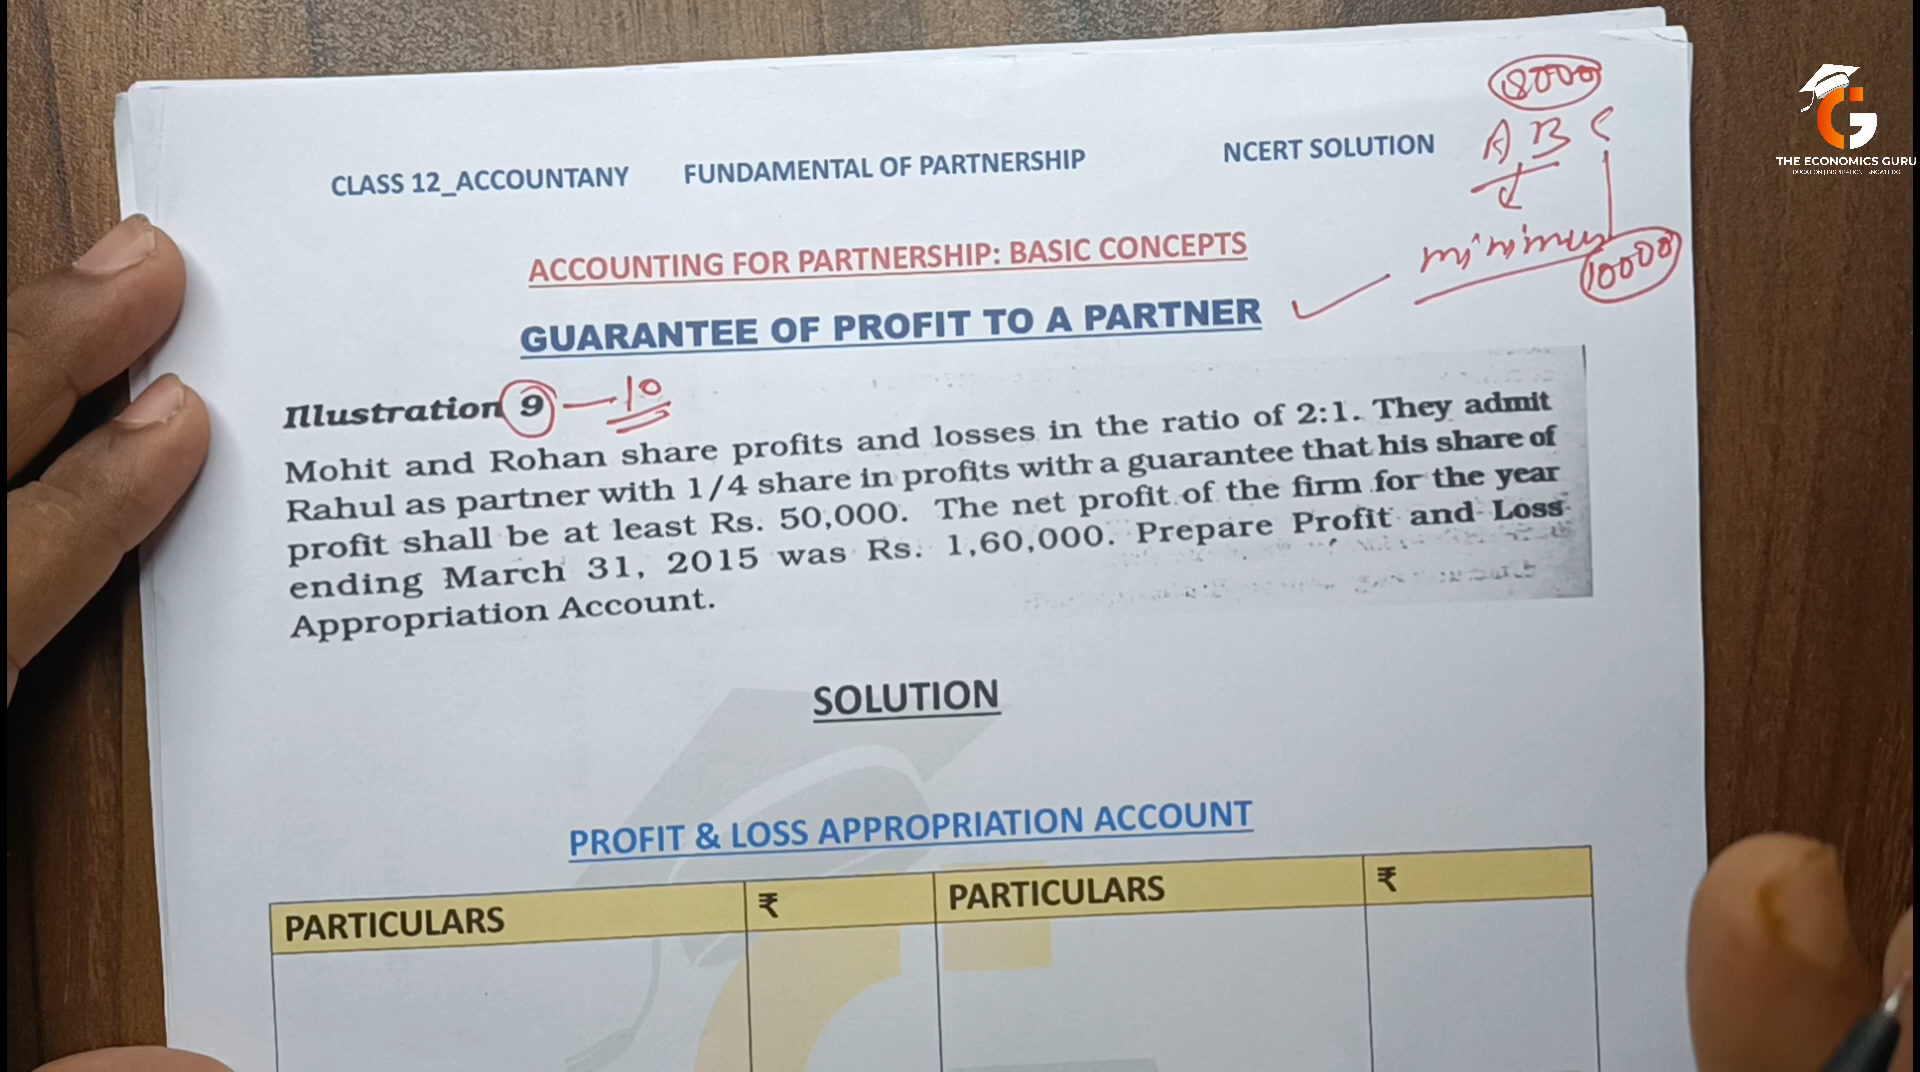 18000
A B C
minimum
10000
THE ECONOMICS GURU
CLASS 12_ACCOUNTANY FUNDAMENTAL OF PARTNERSHIP NCERT SOLUTION
ACCOUNTING FOR PARTNERSHIP: BASIC CONCEPTS
GUARANTEE OF PROFIT TO A PARTNER
Illustration 9 — 10
Mohit and Rohan share profits and losses in the ratio of 2:1. They admit
Rahul as partner with 1/4 share in profits with a guarantee that his share of
profit shall be at least Rs. 50,000. The net profit of the firm for the year
ending March 31, 2015 was Rs. 1,60,000. Prepare Profit and Loss
Appropriation Account.
SOLUTION
PROFIT & LOSS APPROPRIATION ACCOUNT
PARTICULARS ₹ PARTICULARS ₹